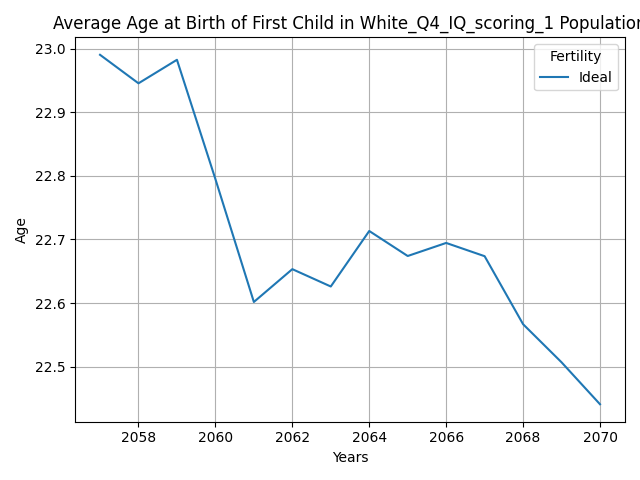 Average Age at Birth of First Child in White_Q4_IQ_scoring_1 Population
Fertility
Ideal
23.0
22.9
22.8
22.7
22.6
22.5
Age
2058 2060 2062 2064 2066 2068 2070
Years